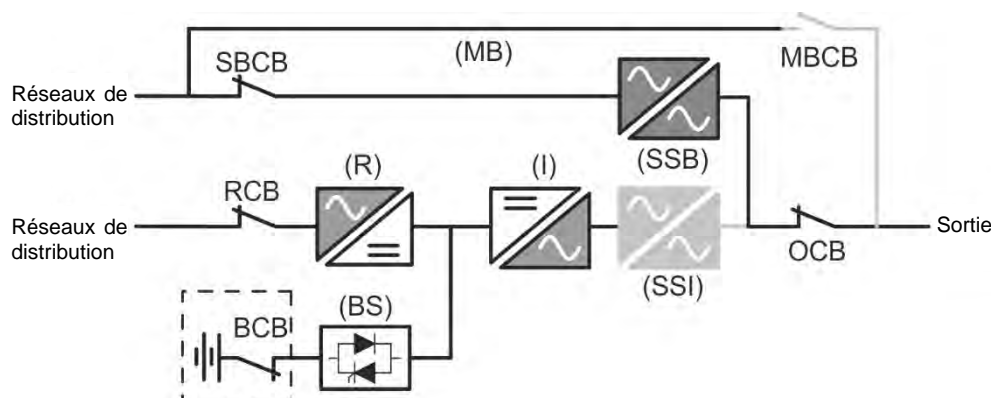 (MB)
MBCB
SBCB
Réseaux de
distribution
(SSB)
(R)
(I)
RCB
Réseaux de
distribution
Sortie
OCB
(SSI)
(BS)
BCB